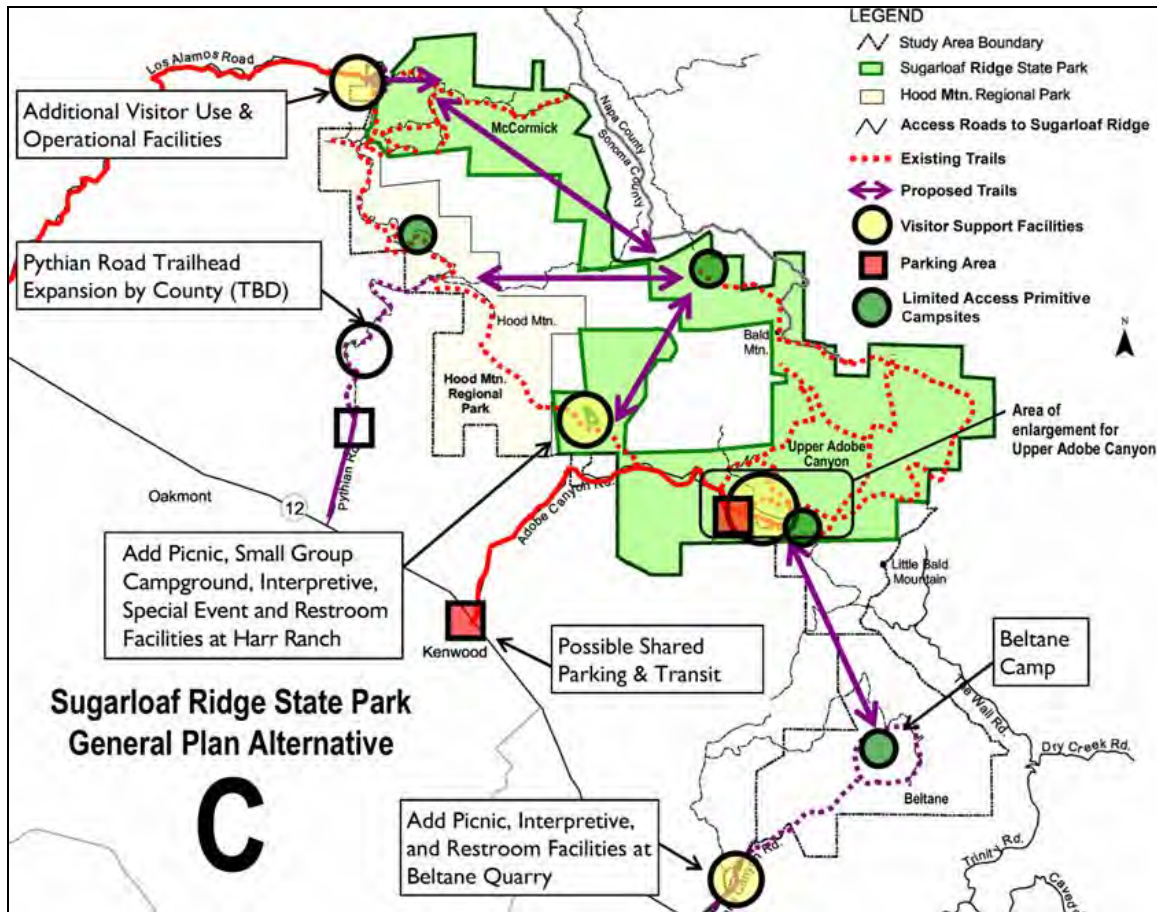 LEGEND
Study Area Boundary
Sugarloaf Ridge State Park
Hood Mtn. Regional Park
Access Roads to Sugarloaf Ridge
Existing Trails
Proposed Trails
Visitor Support Facilities
Parking Area
Limited Access Primitive
Campsites
N
Los Alamos Road
Additional Visitor Use &
Operational Facilities
McCormick
Napa County
Sonoma County
Pythian Road Trailhead
Expansion by County (TBD)
Hood Mtn.
Hood Mtn.
Regional
Park
Bald
Mtn.
Area of
enlargement for
Upper Adobe Canyon
Upper Adobe
Canyon
Pythian Rd
Oakmont
12
Adobe Canyon Rd.
Add Picnic, Small Group
Campground, Interpretive,
Special Event and Restroom
Facilities at Harr Ranch
Little Bald
Mountain
Kenwood
Possible Shared
Parking & Transit
Beltane
Camp
Sugarloaf Ridge State Park
General Plan Alternative
C
The Wall Rd.
Dry Creek Rd.
Beltane
Add Picnic, Interpretive,
and Restroom Facilities at
Beltane Quarry
Rd.
Trinity Rd.